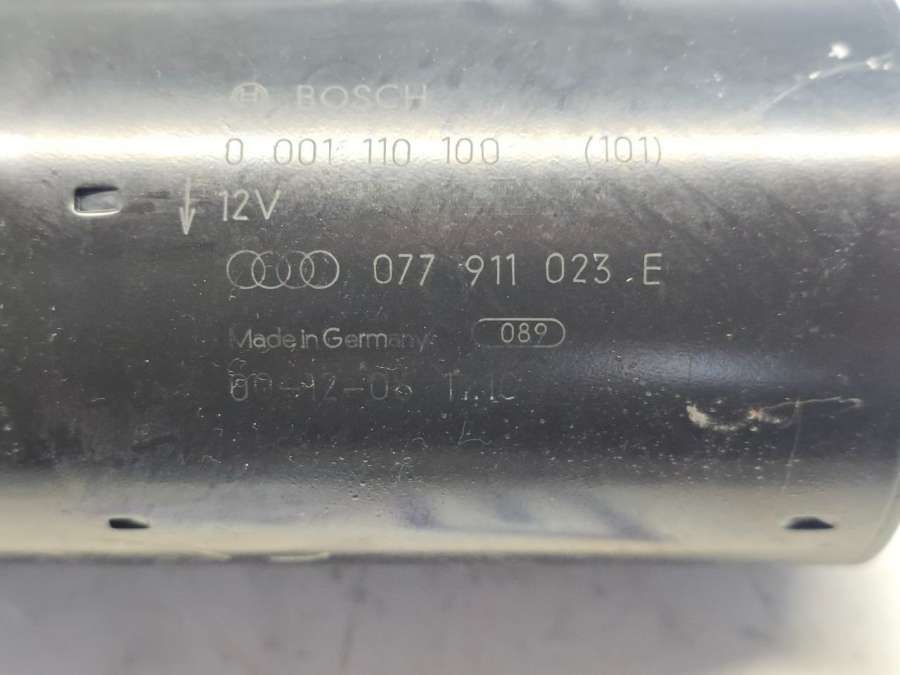 BOSCH
0 001 110 100 (101)
12V
077 911 023 E
Made in Germany 089